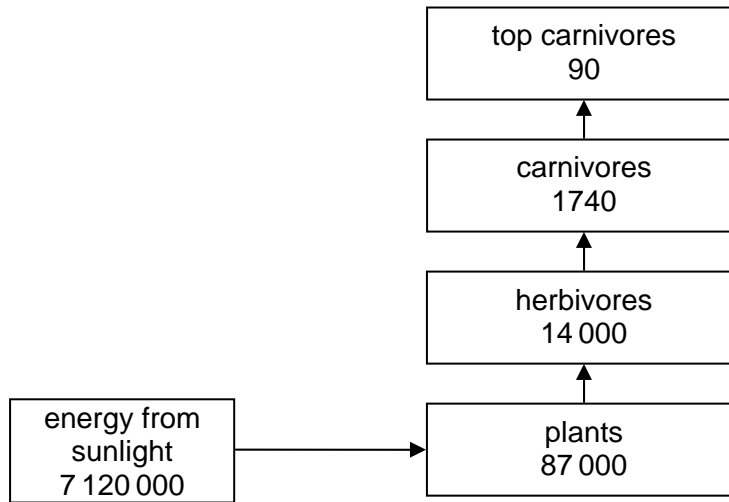 top carnivores
90
carnivores
1740
herbivores
14 000
energy from
sunlight
7 120 000
plants
87 000